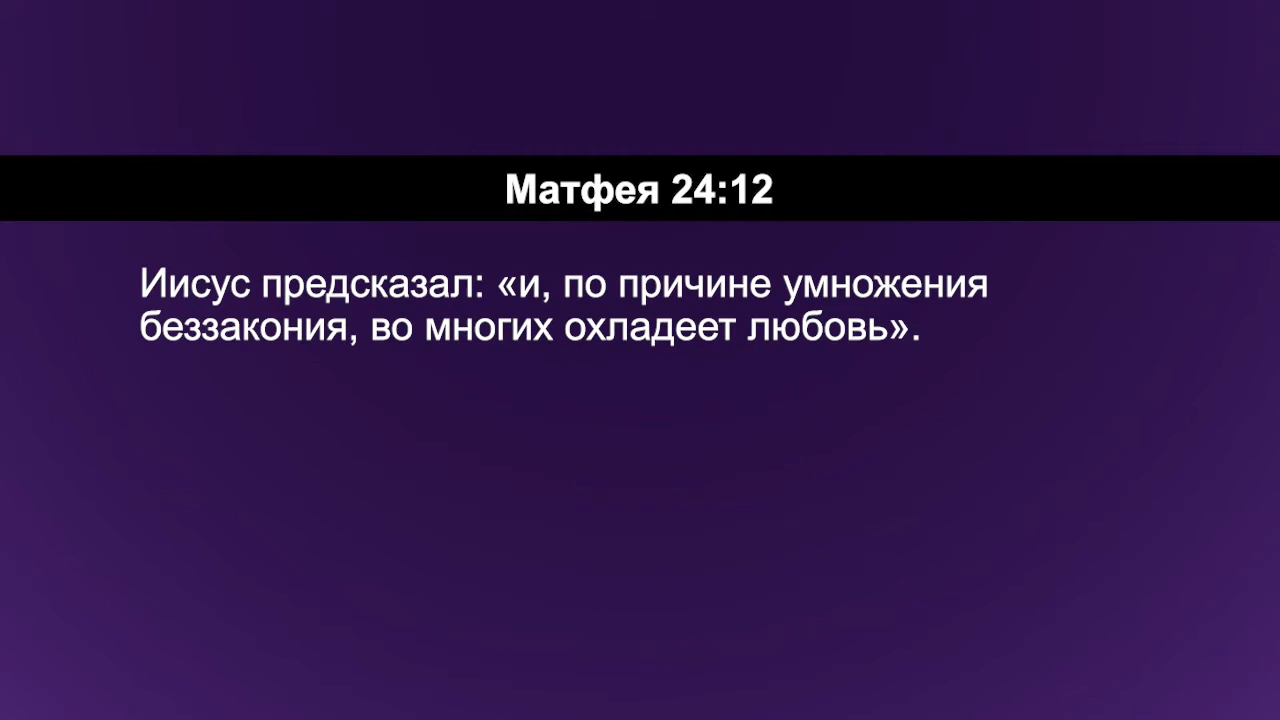 Матфея 24:12
Иисус предсказал: «и, по причине умножения
беззакония, во многих охладеет любовь».